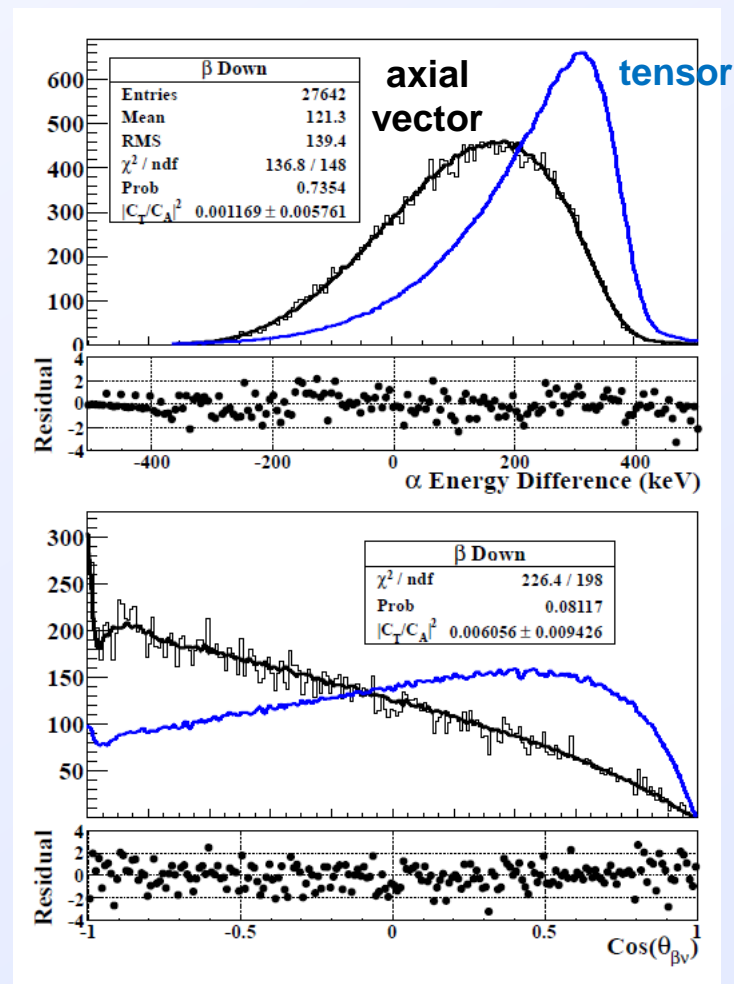 axial
vector
tensor
β Down
Entries 27642
Mean 121.3
RMS 139.4
χ² / ndf 136.8 / 148
Prob 0.7354
|C_T/C_A|² 0.001169 ± 0.005761
600
500
400
300
200
100
0
Residual
4
2
0
-2
-4
-400 -200 0 200 400
α Energy Difference (keV)
300
250
200
150
100
50
β Down
χ² / ndf 226.4 / 198
Prob 0.08117
|C_T/C_A|² 0.006056 ± 0.009426
Residual
4
2
0
-2
-4
-1 -0.5 0 0.5 1
Cos(θ_βν)